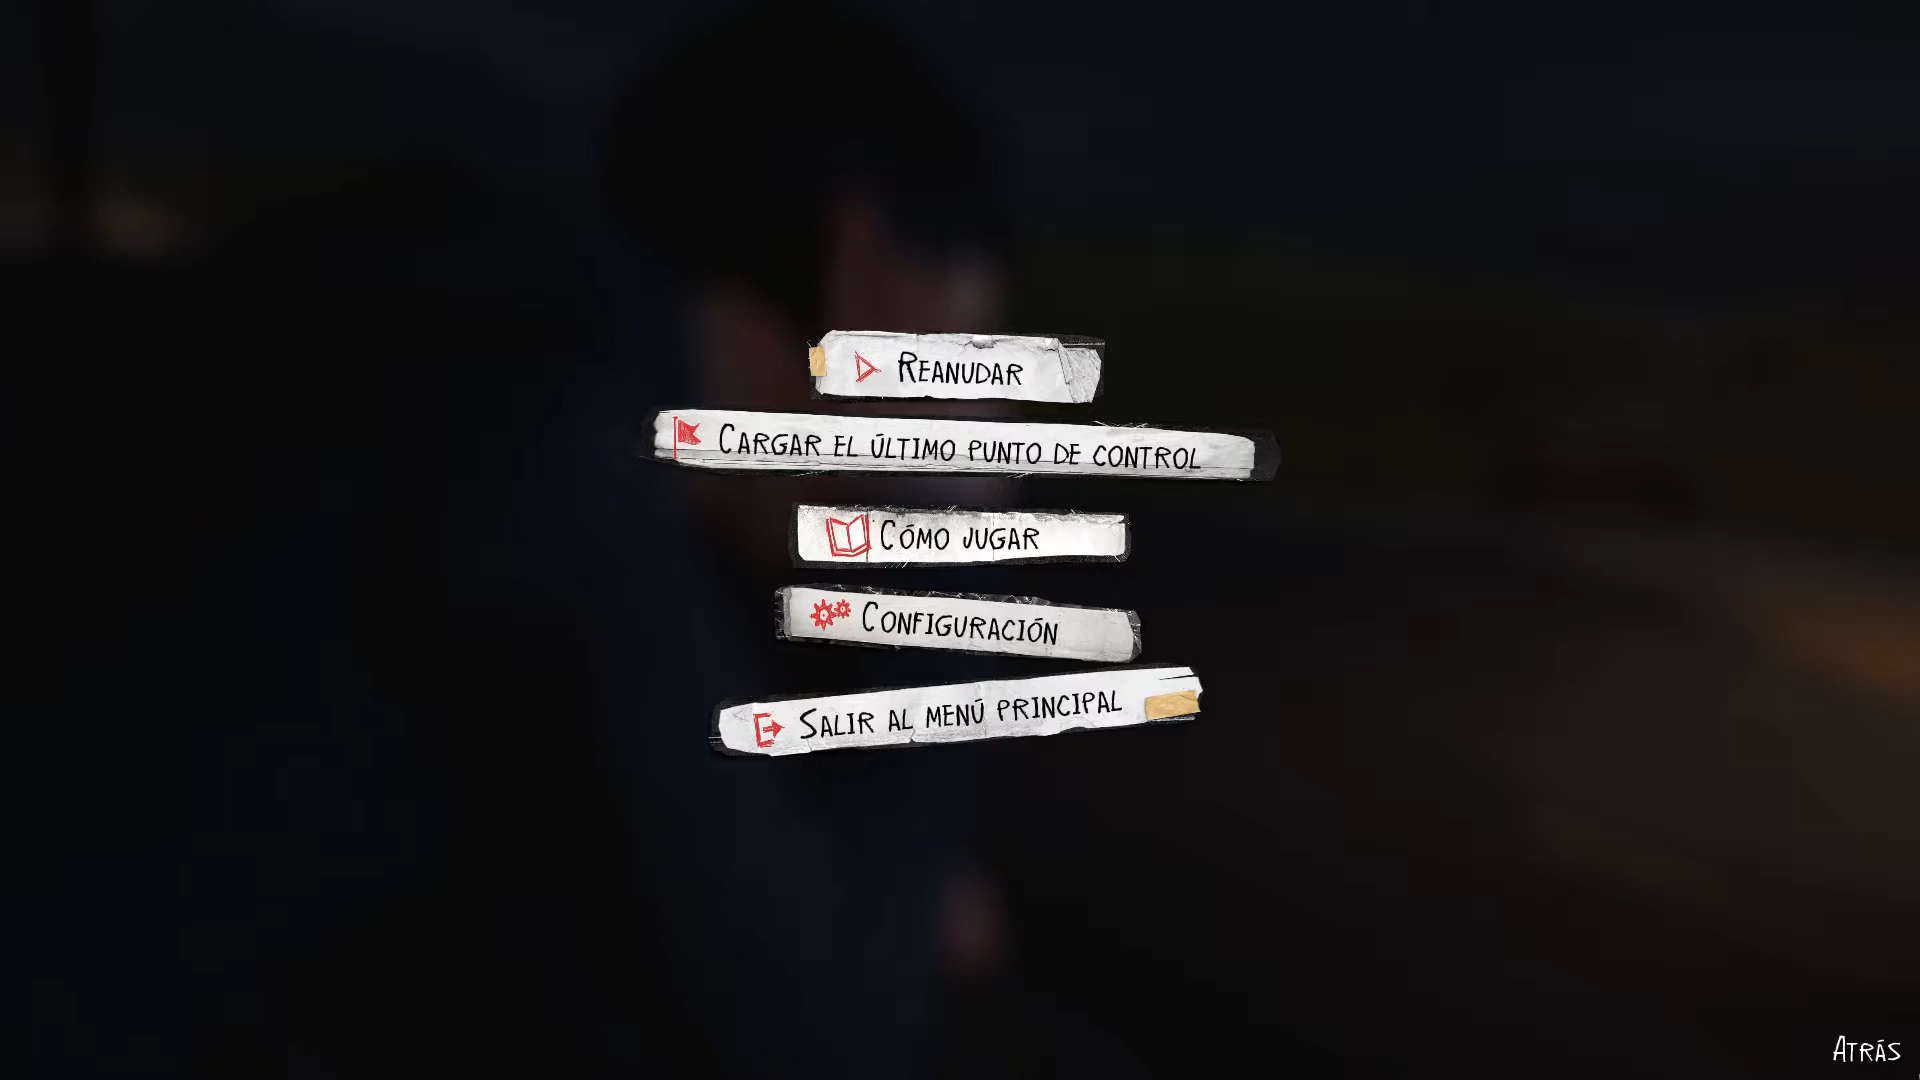 Reanudar
Cargar el último punto de control
Cómo jugar
Configuración
Salir al menú principal
Atrás